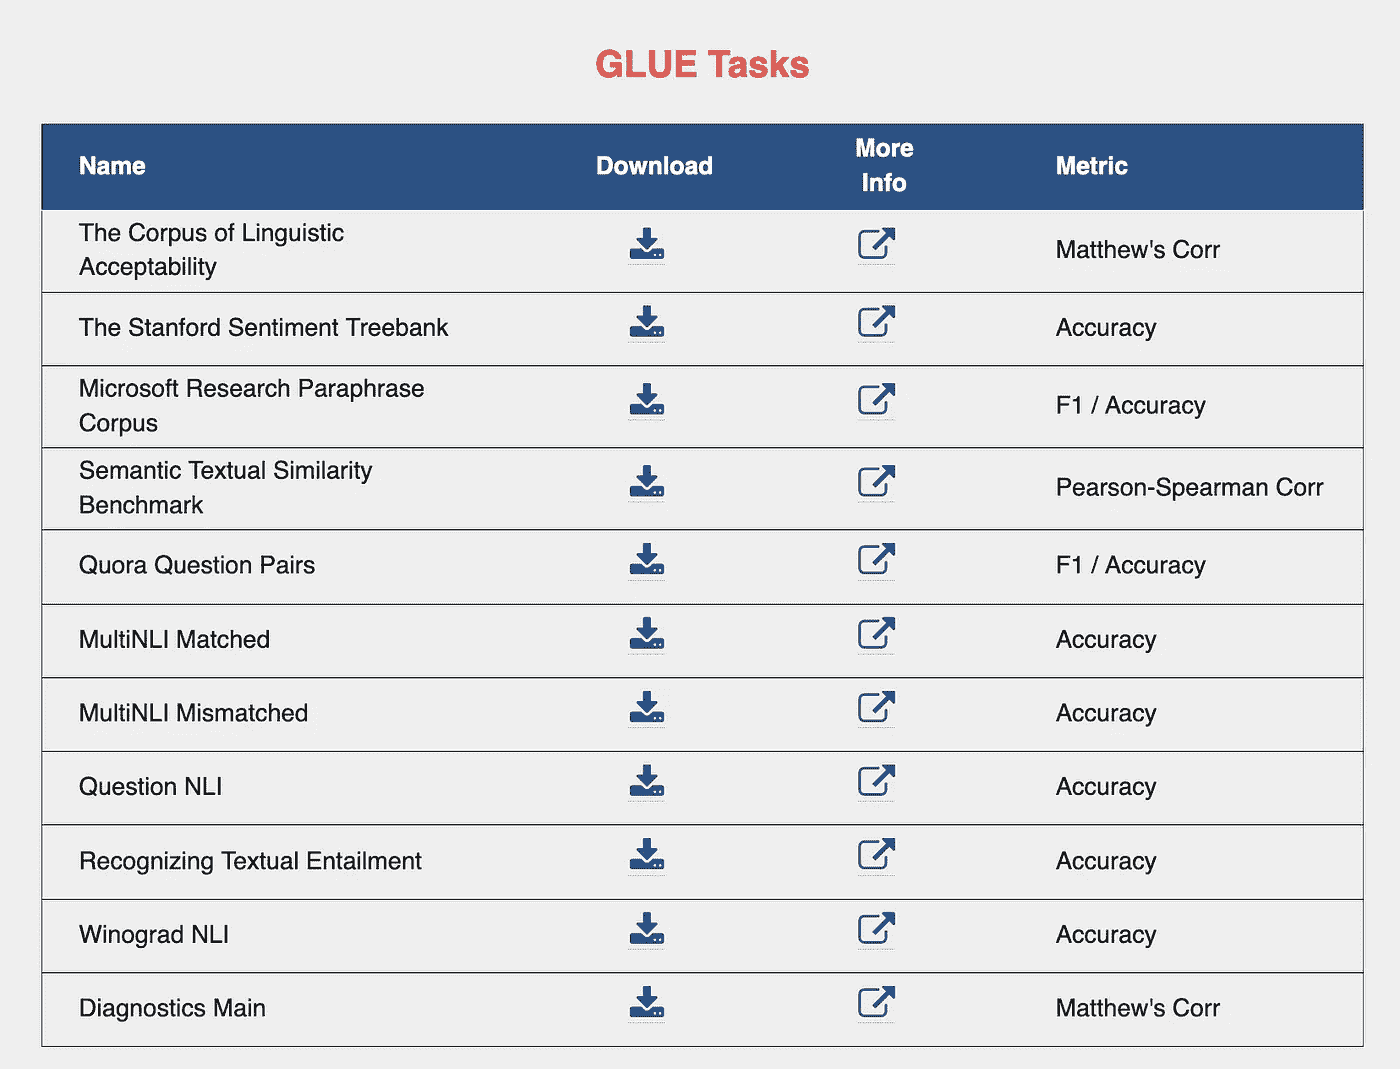 GLUE Tasks
Name Download More Info Metric
The Corpus of Linguistic
Acceptability
Matthew's Corr
The Stanford Sentiment Treebank Accuracy
Microsoft Research Paraphrase
Corpus
F1 / Accuracy
Semantic Textual Similarity
Benchmark
Pearson-Spearman Corr
Quora Question Pairs F1 / Accuracy
MultiNLI Matched Accuracy
MultiNLI Mismatched Accuracy
Question NLI Accuracy
Recognizing Textual Entailment Accuracy
Winograd NLI Accuracy
Diagnostics Main Matthew's Corr